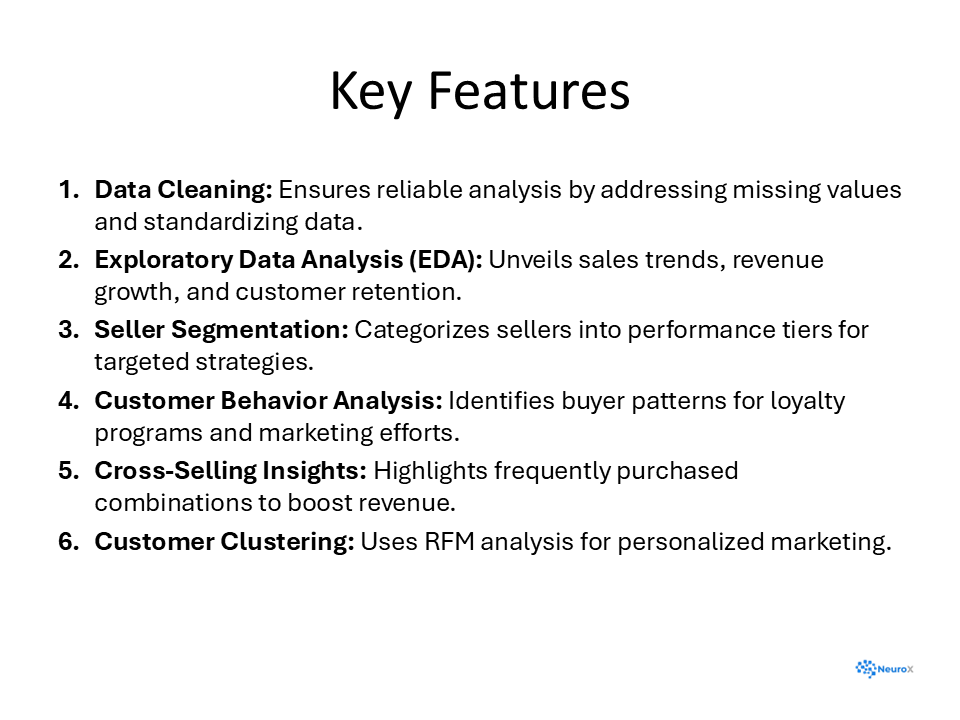 Key Features
1. Data Cleaning: Ensures reliable analysis by addressing missing values
and standardizing data.
2. Exploratory Data Analysis (EDA): Unveils sales trends, revenue
growth, and customer retention.
3. Seller Segmentation: Categorizes sellers into performance tiers for
targeted strategies.
4. Customer Behavior Analysis: Identifies buyer patterns for loyalty
programs and marketing efforts.
5. Cross-Selling Insights: Highlights frequently purchased
combinations to boost revenue.
6. Customer Clustering: Uses RFM analysis for personalized marketing.
NeuroX